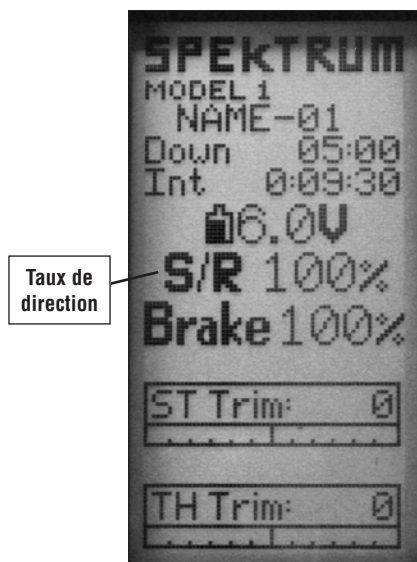 SPEKTRUM
MODEL 1
NAME-01
Down 05:00
Int 0:09:30
6.0V
Taux de
direction
S/R 100%
Brake 100%
ST Trim: 0
TH Trim: 0